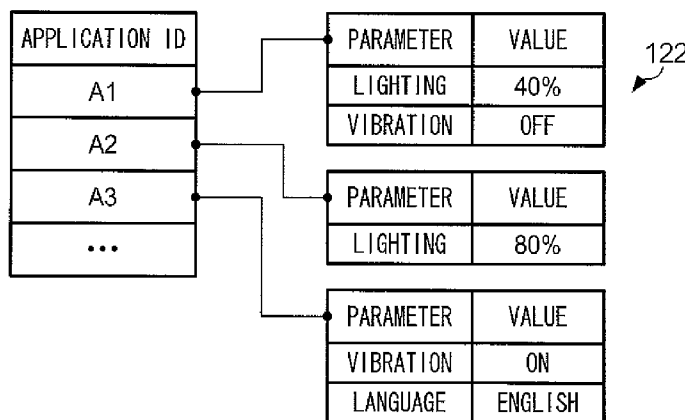 APPLICATION ID
A1
A2
A3
...
PARAMETER VALUE
LIGHTING 40%
VIBRATION OFF
122
PARAMETER VALUE
LIGHTING 80%
PARAMETER VALUE
VIBRATION ON
LANGUAGE ENGLISH